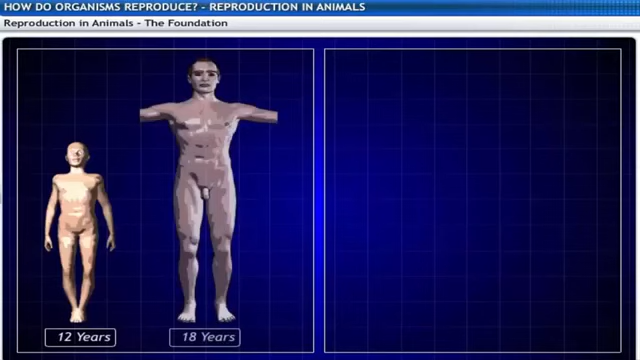 HOW DO ORGANISMS REPRODUCE? - REPRODUCTION IN ANIMALS
Reproduction in Animals - The Foundation
12 Years
18 Years